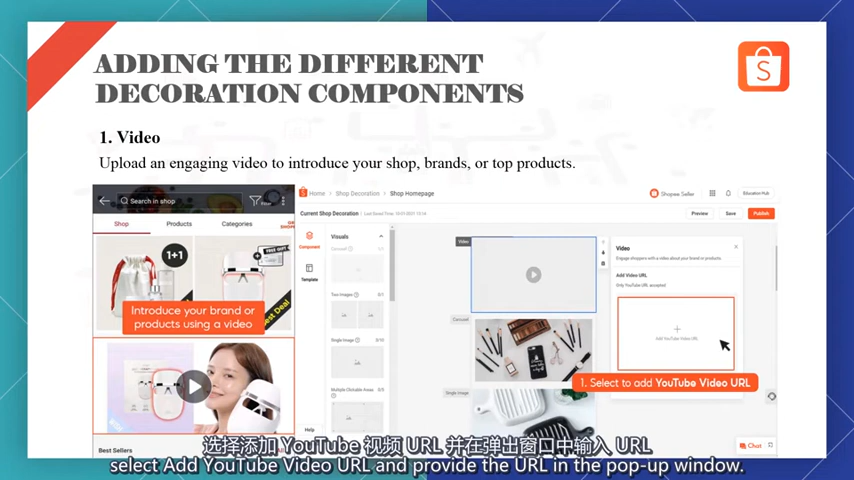 ADDING THE DIFFERENT
DECORATION COMPONENTS
1. Video
Upload an engaging video to introduce your shop, brands, or top products.
Search in shop
Shop Products Categories
1+1
FREE GIFT
Best Deal
Introduce your brand or
products using a video
Best Sellers
Home > Shop Decoration > Shop Homepage
Shopee Seller
Education Hub
Current Shop Decoration
Preview Save Publish
Component
Template
Help
Visuals
Carousel
Two Images
Single Image
Video
Carousel
Single Image
Video
Engage shoppers with a video about your brand or products.
Add Video URL
Only YouTube URL accepted
Add YouTube Video URL
1. Select to add YouTube Video URL
Chat
选择添加 YouTube 视频 URL 并在弹出窗口中输入 URL
select Add YouTube Video URL and provide the URL in the pop-up window.